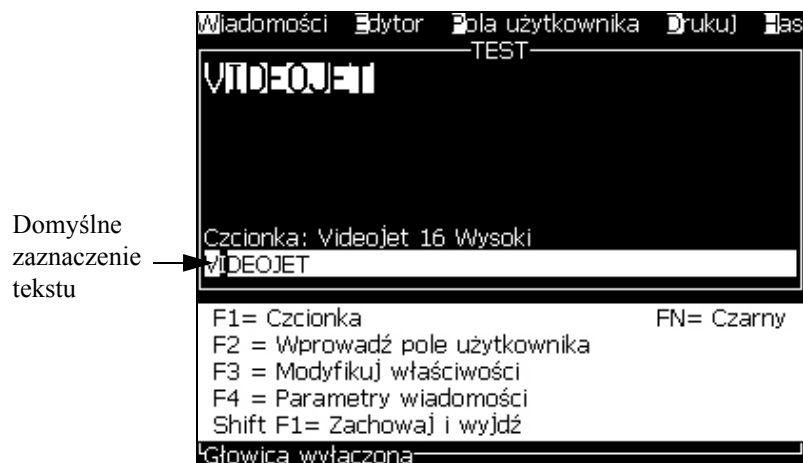 Wiadomości Edytor Pola użytkownika Drukuj Has
TEST
VIDEOJET
Czcionka: Videojet 16 Wysoki
Domyślne
zaznaczenie
tekstu
VIDEOJET
F1= Czcionka FN= Czarny
F2 = Wprowadź pole użytkownika
F3 = Modyfikuj właściwości
F4 = Parametry wiadomości
Shift F1= Zachowaj i wyjdź
Głowica wyłączona